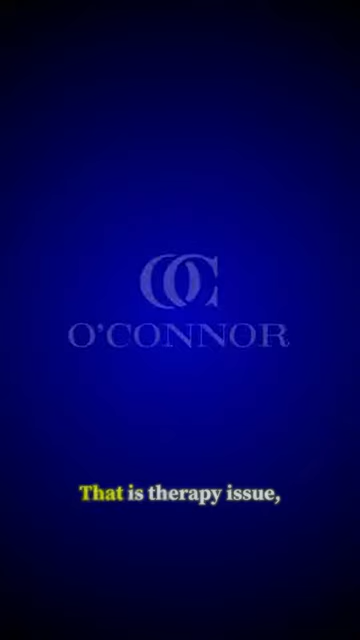 OC
O'CONNOR
That is therapy issue,